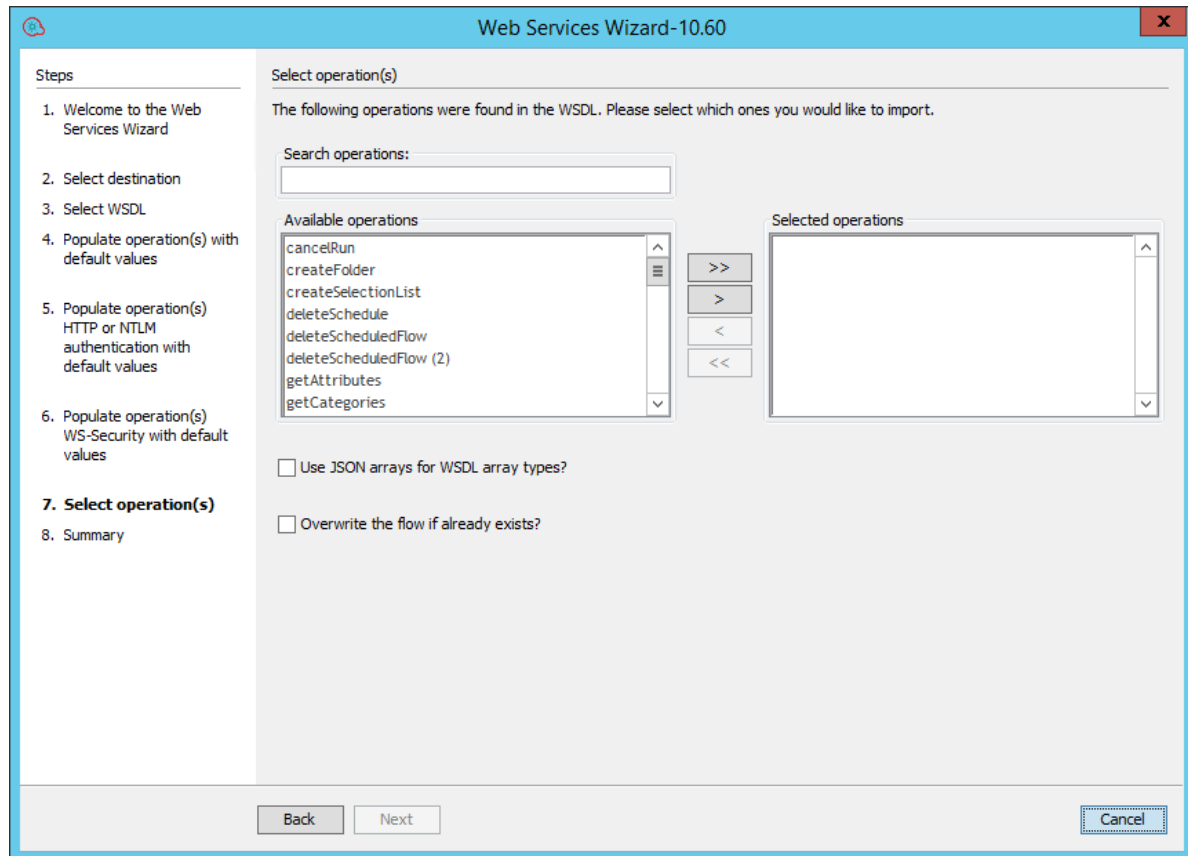 Web Services Wizard-10.60
X
Steps
1. Welcome to the Web
Services Wizard
2. Select destination
3. Select WSDL
4. Populate operation(s) with
default values
5. Populate operation(s)
HTTP or NTLM
authentication with
default values
6. Populate operation(s)
WS-Security with default
values
7. Select operation(s)
8. Summary
Select operation(s)
The following operations were found in the WSDL. Please select which ones you would like to import.
Search operations:
Available operations
cancelRun
createFolder
createSelectionList
deleteSchedule
deleteScheduledFlow
deleteScheduledFlow (2)
getAttributes
getCategories
>>
>
<
<<
Selected operations
Use JSON arrays for WSDL array types?
Overwrite the flow if already exists?
Back
Next
Cancel